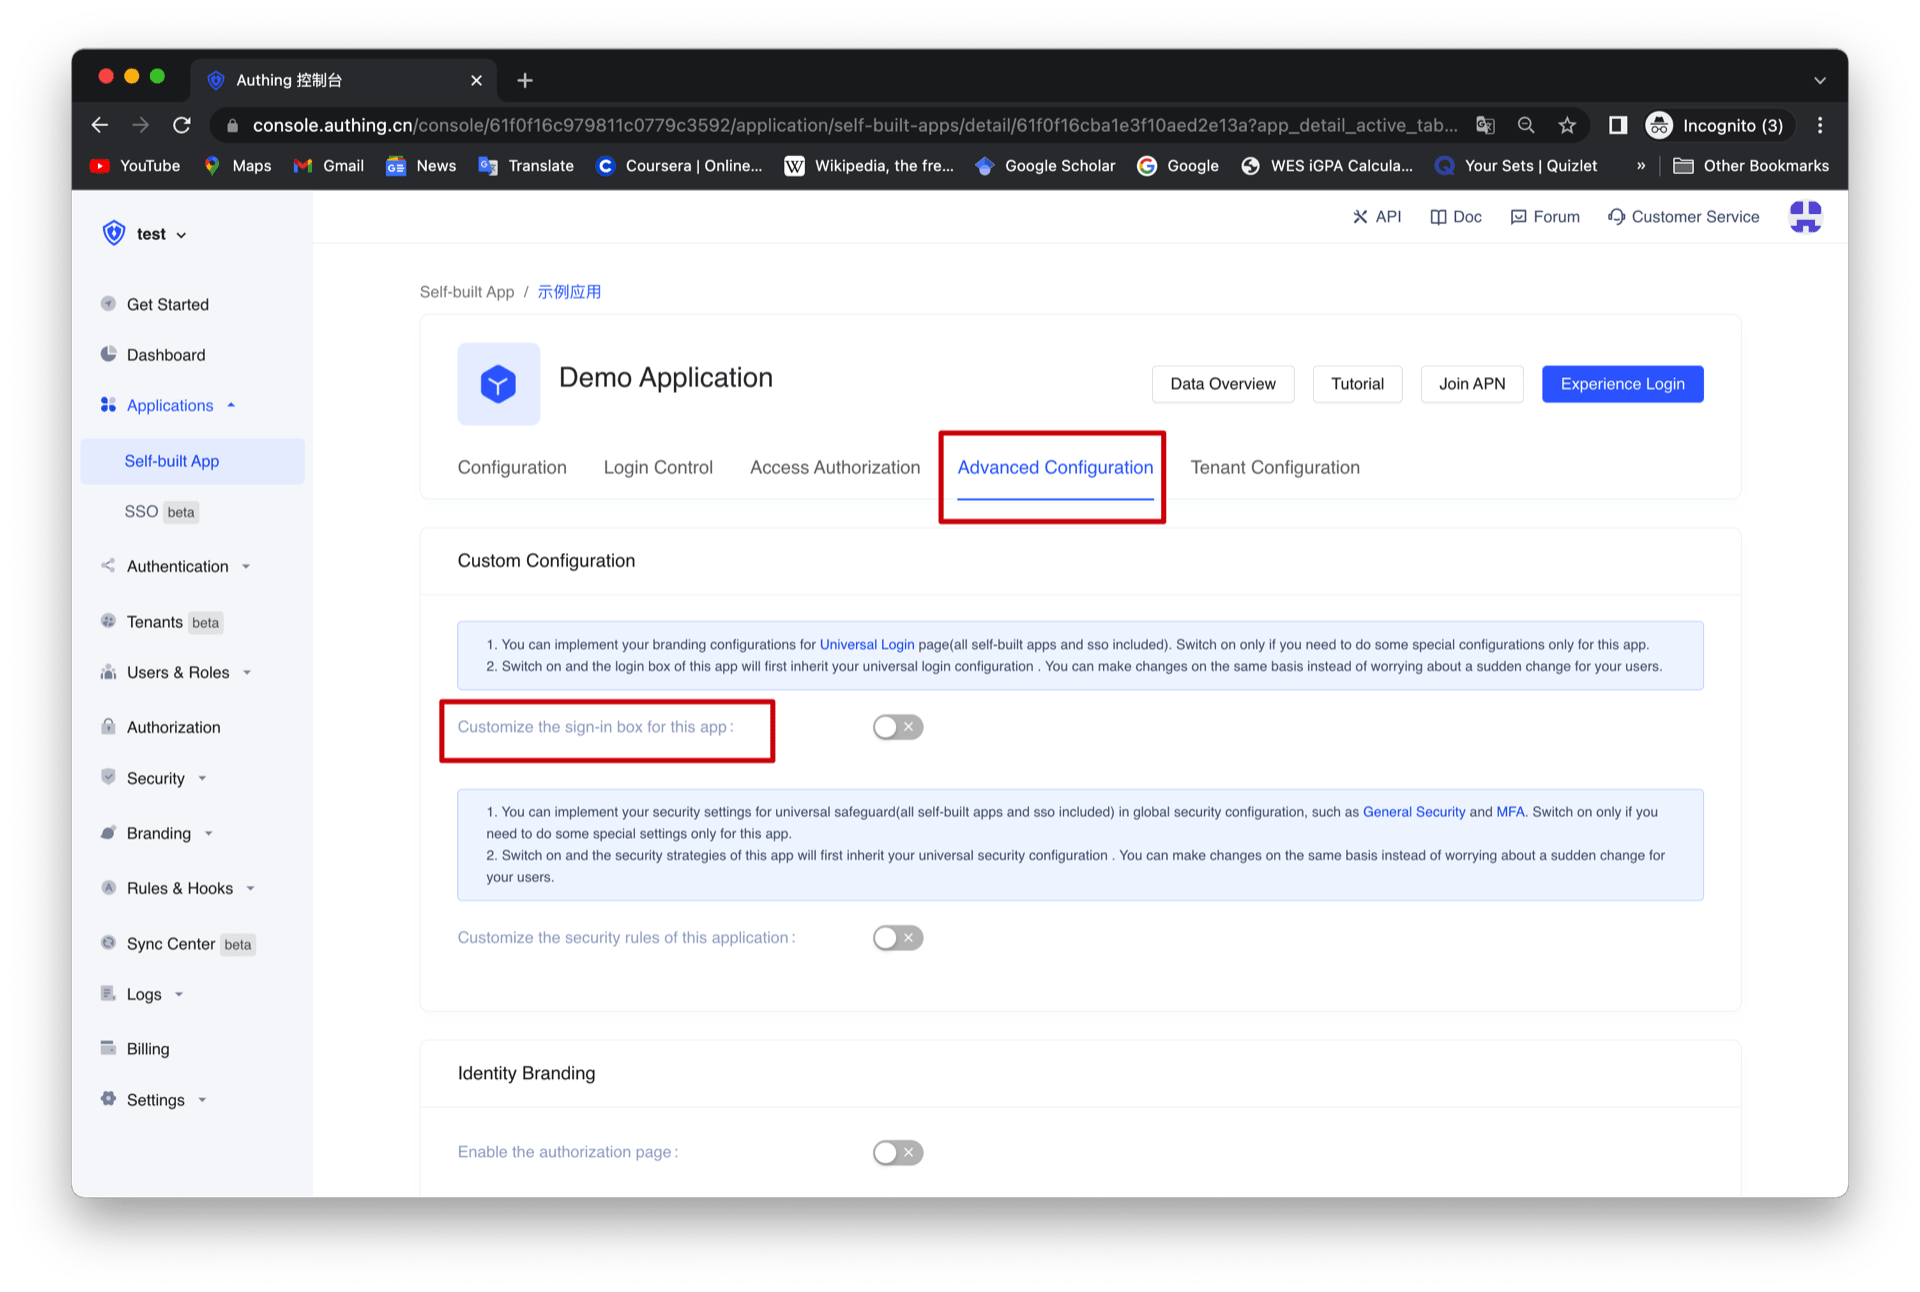 Authing 控制台
console.authing.cn/console/61f0f16c979811c0779c3592/application/self-built-apps/detail/61f0f16cba1e3f10aed2e13a?app_detail_active_tab...
Incognito (3)
YouTube
Maps
Gmail
News
Translate
Coursera | Online...
Wikipedia, the fre...
Google Scholar
Google
WES iGPA Calcula...
Your Sets | Quizlet
»
Other Bookmarks
test
API
Doc
Forum
Customer Service
Get Started
Dashboard
Applications
Self-built App
SSO beta
Authentication
Tenants beta
Users & Roles
Authorization
Security
Branding
Rules & Hooks
Sync Center beta
Logs
Billing
Settings
Self-built App / 示例应用
Demo Application
Data Overview
Tutorial
Join APN
Experience Login
Configuration
Login Control
Access Authorization
Advanced Configuration
Tenant Configuration
Custom Configuration
1. You can implement your branding configurations for Universal Login page(all self-built apps and sso included). Switch on only if you need to do some special configurations only for this app.
2. Switch on and the login box of this app will first inherit your universal login configuration . You can make changes on the same basis instead of worrying about a sudden change for your users.
Customize the sign-in box for this app :
1. You can implement your security settings for universal safeguard(all self-built apps and sso included) in global security configuration, such as General Security and MFA. Switch on only if you
need to do some special settings only for this app.
2. Switch on and the security strategies of this app will first inherit your universal security configuration . You can make changes on the same basis instead of worrying about a sudden change for
your users.
Customize the security rules of this application :
Identity Branding
Enable the authorization page :